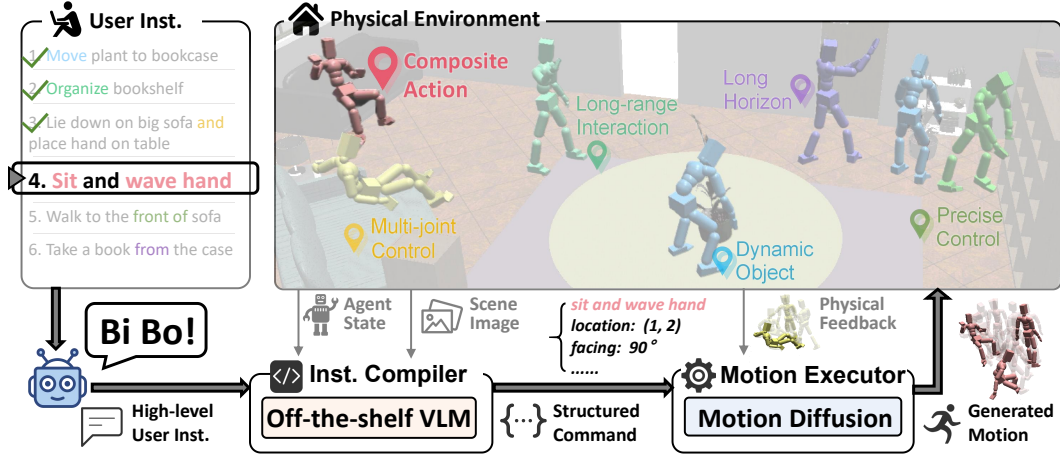 User Inst.
1. Move plant to bookcase
2. Organize bookshelf
3. Lie down on big sofa and
place hand on table
4. Sit and wave hand
5. Walk to the front of sofa
6. Take a book from the case
Physical Environment
Composite
Action
Long-range
Interaction
Long
Horizon
Multi-joint
Control
Dynamic
Object
Precise
Control
Bi Bo!
Agent
State
Scene
Image
sit and wave hand
location: (1, 2)
facing: 90°
......
Physical
Feedback
High-level
User Inst.
</> Inst. Compiler
Off-the-shelf VLM
{···} Structured
Command
Motion Executor
Motion Diffusion
Generated
Motion